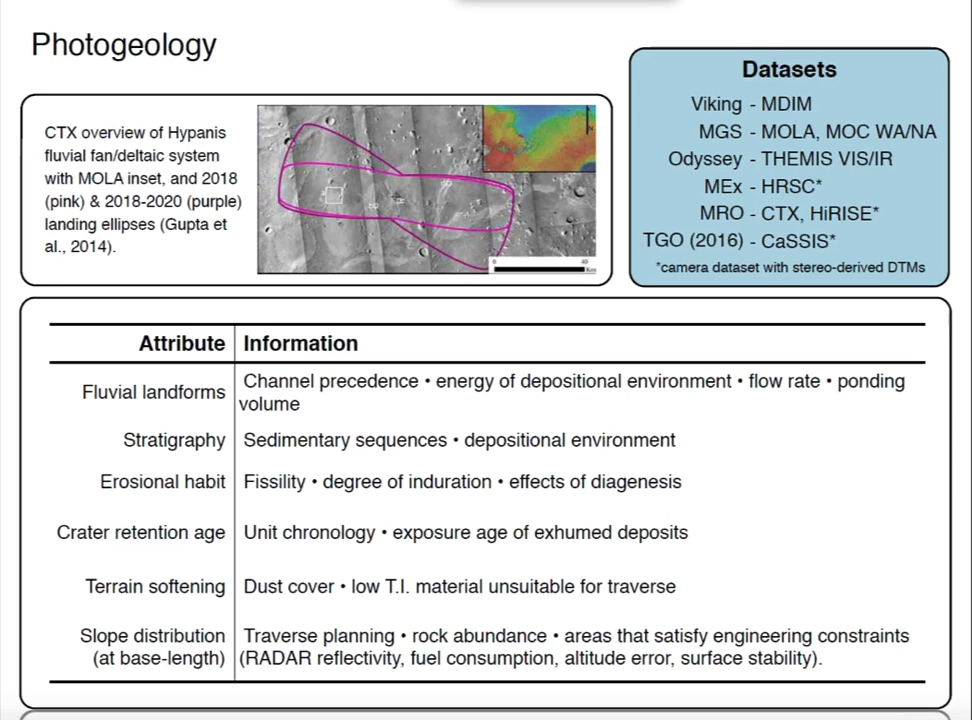 Photogeology
CTX overview of Hypanis
fluvial fan/deltaic system
with MOLA inset, and 2018
(pink) & 2018-2020 (purple)
landing ellipses (Gupta et
al., 2014).
0 40
Km
Datasets
Viking - MDIM
MGS - MOLA, MOC WA/NA
Odyssey - THEMIS VIS/IR
MEx - HRSC*
MRO - CTX, HiRISE*
TGO (2016) - CaSSIS*
*camera dataset with stereo-derived DTMs
Attribute Information
Fluvial landforms Channel precedence • energy of depositional environment • flow rate • ponding
volume
Stratigraphy Sedimentary sequences • depositional environment
Erosional habit Fissility • degree of induration • effects of diagenesis
Crater retention age Unit chronology • exposure age of exhumed deposits
Terrain softening Dust cover • low T.I. material unsuitable for traverse
Slope distribution Traverse planning • rock abundance • areas that satisfy engineering constraints
(at base-length) (RADAR reflectivity, fuel consumption, altitude error, surface stability).